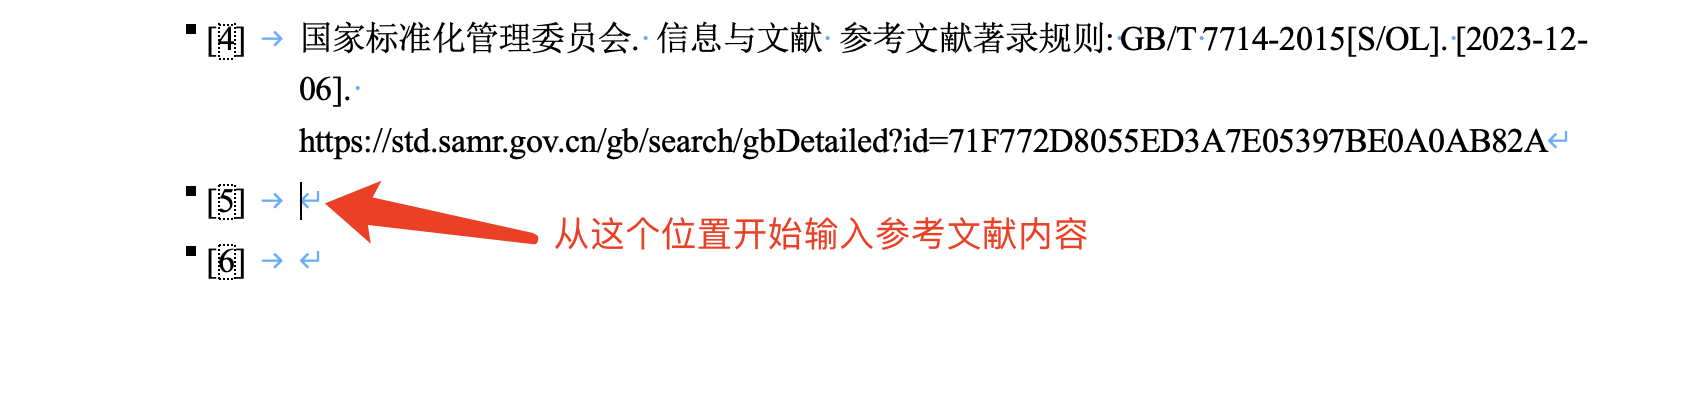 [4] 国家标准化管理委员会. 信息与文献 参考文献著录规则: GB/T 7714-2015[S/OL]. [2023-12-
06].
https://std.samr.gov.cn/gb/search/gbDetailed?id=71F772D8055ED3A7E05397BE0A0AB82A
[5]
从这个位置开始输入参考文献内容
[6]